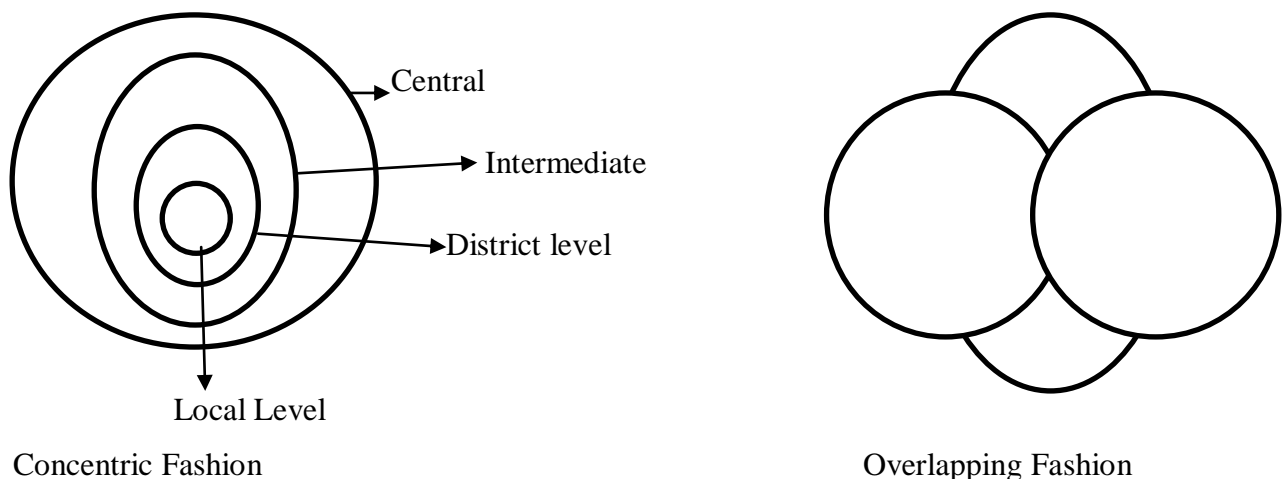 Central
Intermediate
District level
Local Level
Concentric Fashion
Overlapping Fashion